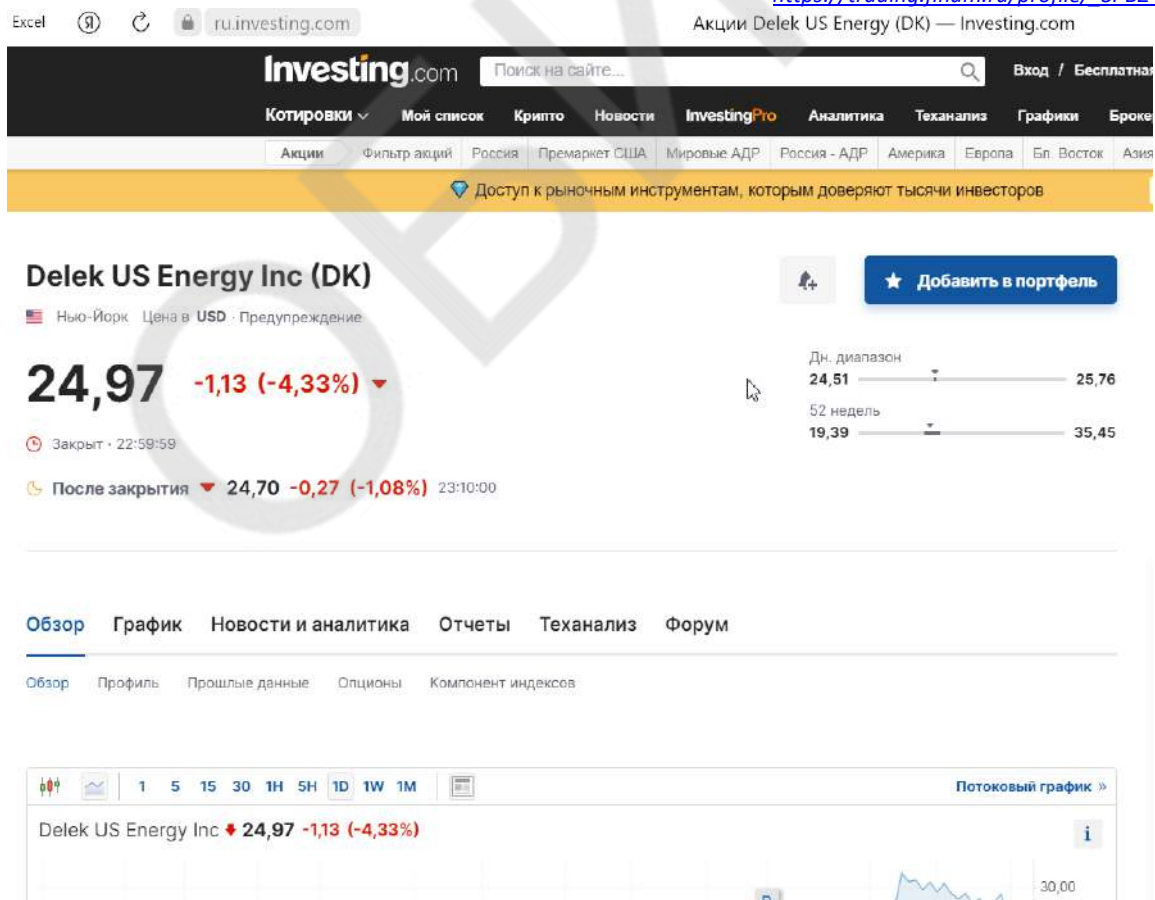 Excel ru.investing.com Акции Delek US Energy (DK) — Investing.com
Investing.com Поиск на сайте... Вход / Бесплатная
Котировки Мой список Крипто Новости InvestingPro Аналитика Теханализ Графики
Акции Фильтр акций Россия Премаркет США Мировые АДР Россия - АДР Америка Европа Бл. Восток Азия
Доступ к рыночным инструментам, которым доверяют тысячи инвесторов
Delek US Energy Inc (DK)
Добавить в портфель
Нью-Йорк Цена в USD · Предупреждение
24,97 -1,13 (-4,33%)
Дн. диапазон
24,51 25,76
52 недель
19,39 35,45
Закрыт · 22:59:59
После закрытия 24,70 -0,27 (-1,08%) 23:10:00
Обзор График Новости и аналитика Отчеты Теханализ Форум
Обзор Профиль Прошлые данные Опционы Компонент индексов
1 5 15 30 1H 5H 1D 1W 1M Потоковый график »
Delek US Energy Inc 24,97 -1,13 (-4,33%) i
30,00